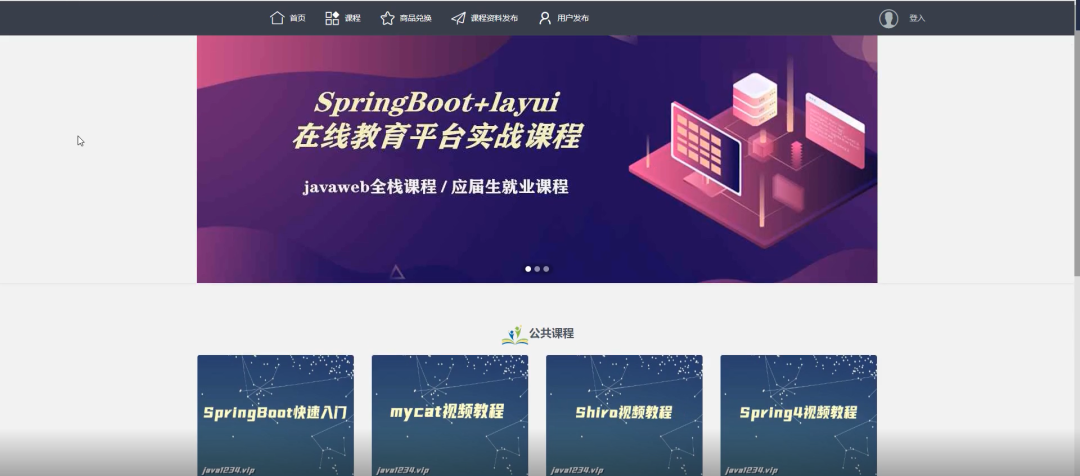 首页 课程 商品兑换 课程资料发布 用户发布 登入
SpringBoot+layui
在线教育平台实战课程
javaweb全栈课程 / 应届生就业课程
公共课程
SpringBoot快速入门
java1234.vip
mycat视频教程
java1234.vip
Shiro视频教程
java1234.vip
Spring4视频教程
java1234.vip